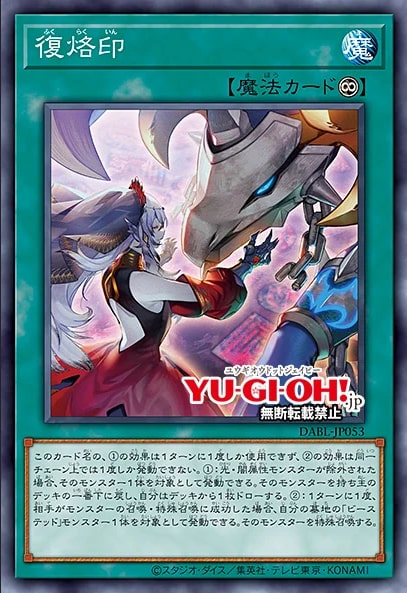 ふく らく いん
復烙印
魔
【魔法カード】
ユウギオウドットジェイピー
YU-GI-OH!.jp
無断転載禁止
DABL-JP053
このカード名の、①の効果は1ターンに1度しか使用できず、②の効果は同一
チェーン上では1度しか発動できない。①:光・闇属性モンスターが除外された
場合、そのモンスター1体を対象として発動できる。そのモンスターを持ち主の
デッキの一番下に戻し、自分はデッキから1枚ドローする。②:1ターンに1度、
相手がモンスターの召喚・特殊召喚に成功した場合、自分の墓地の「ビース
テッド」モンスター1体を対象として発動できる。そのモンスターを特殊召喚する。
©スタジオ・ダイス/集英社・テレビ東京・KONAMI